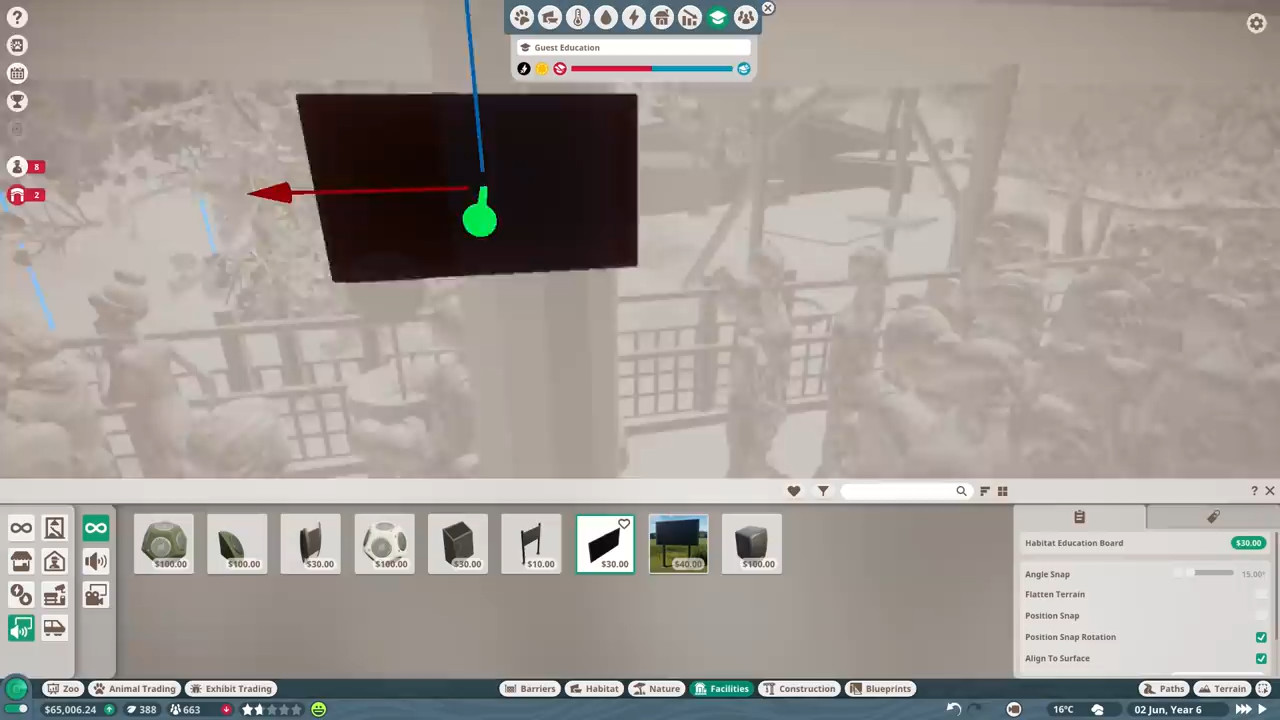 Guest Education
8
2
$100.00 $100.00 $30.00 $100.00 $30.00 $10.00 $30.00 $40.00 $100.00
Habitat Education Board $30.00
Angle Snap 15.00°
Flatten Terrain
Position Snap
Position Snap Rotation
Align To Surface
Zoo Animal Trading Exhibit Trading Barriers Habitat Nature Facilities Construction Blueprints Paths Terrain
$65,006.24 388 663 16°C 02 Jun, Year 6